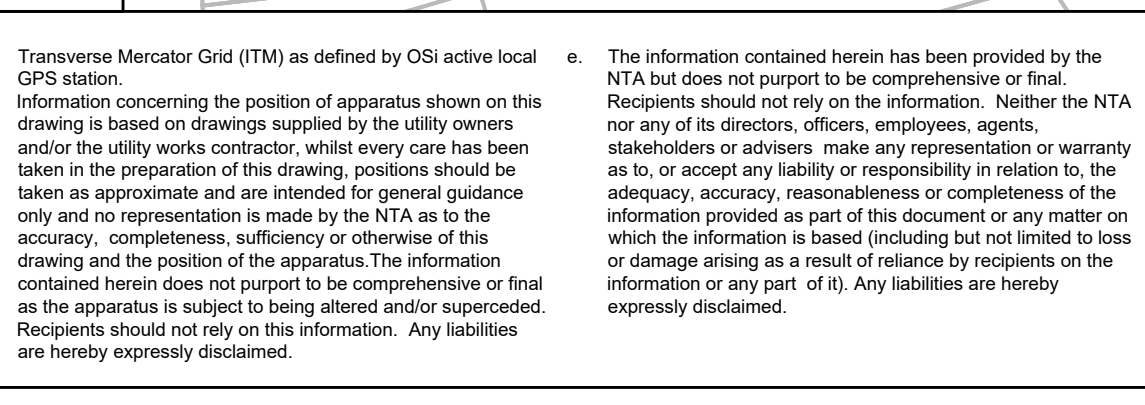 Transverse Mercator Grid (ITM) as defined by OSi active local
GPS station.
Information concerning the position of apparatus shown on this
drawing is based on drawings supplied by the utility owners
and/or the utility works contractor, whilst every care has been
taken in the preparation of this drawing, positions should be
taken as approximate and are intended for general guidance
only and no representation is made by the NTA as to the
accuracy,  completeness, sufficiency or otherwise of this
drawing and the position of the apparatus.The information
contained herein does not purport to be comprehensive or final
as the apparatus is subject to being altered and/or superceded.
Recipients should not rely on this information.  Any liabilities
are hereby expressly disclaimed.
e. The information contained herein has been provided by the
NTA but does not purport to be comprehensive or final.
Recipients should not rely on the information.  Neither the NTA
nor any of its directors, officers, employees, agents,
stakeholders or advisers  make any representation or warranty
as to, or accept any liability or responsibility in relation to, the
adequacy, accuracy, reasonableness or completeness of the
information provided as part of this document or any matter on
which the information is based (including but not limited to loss
or damage arising as a result of reliance by recipients on the
information or any part  of it). Any liabilities are hereby
expressly disclaimed.